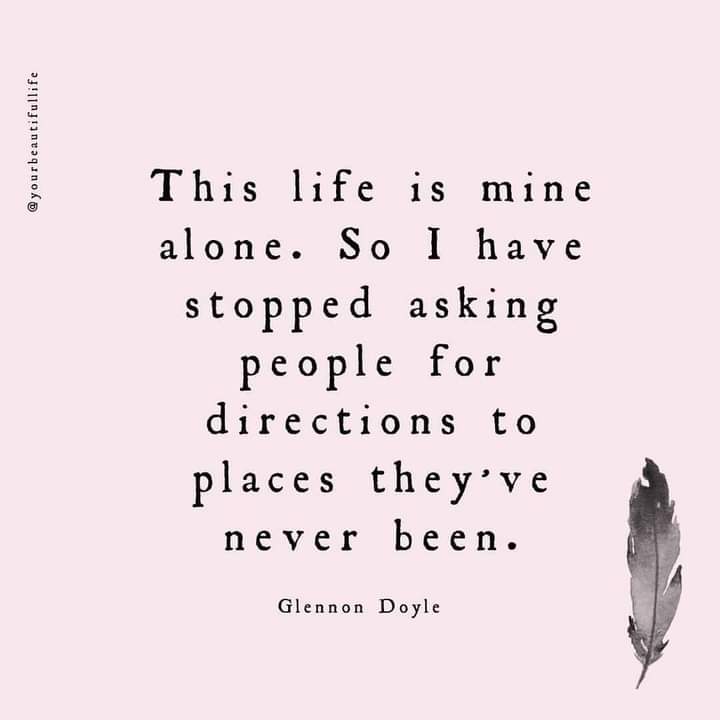 @yourbeautifullife
This life is mine
alone. So I have
stopped asking
people for
directions to
places they've
never been.
Glennon Doyle